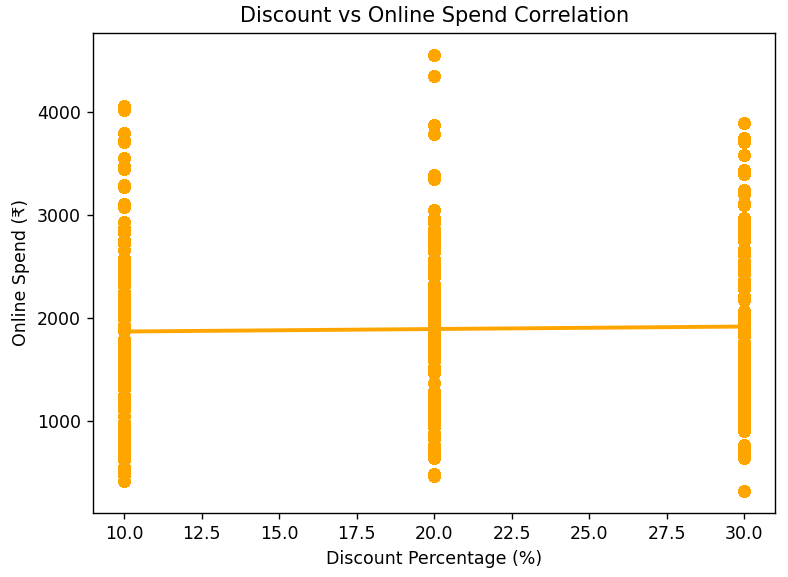 Discount vs Online Spend Correlation
Online Spend (₹)
4000
3000
2000
1000
10.0 12.5 15.0 17.5 20.0 22.5 25.0 27.5 30.0
Discount Percentage (%)